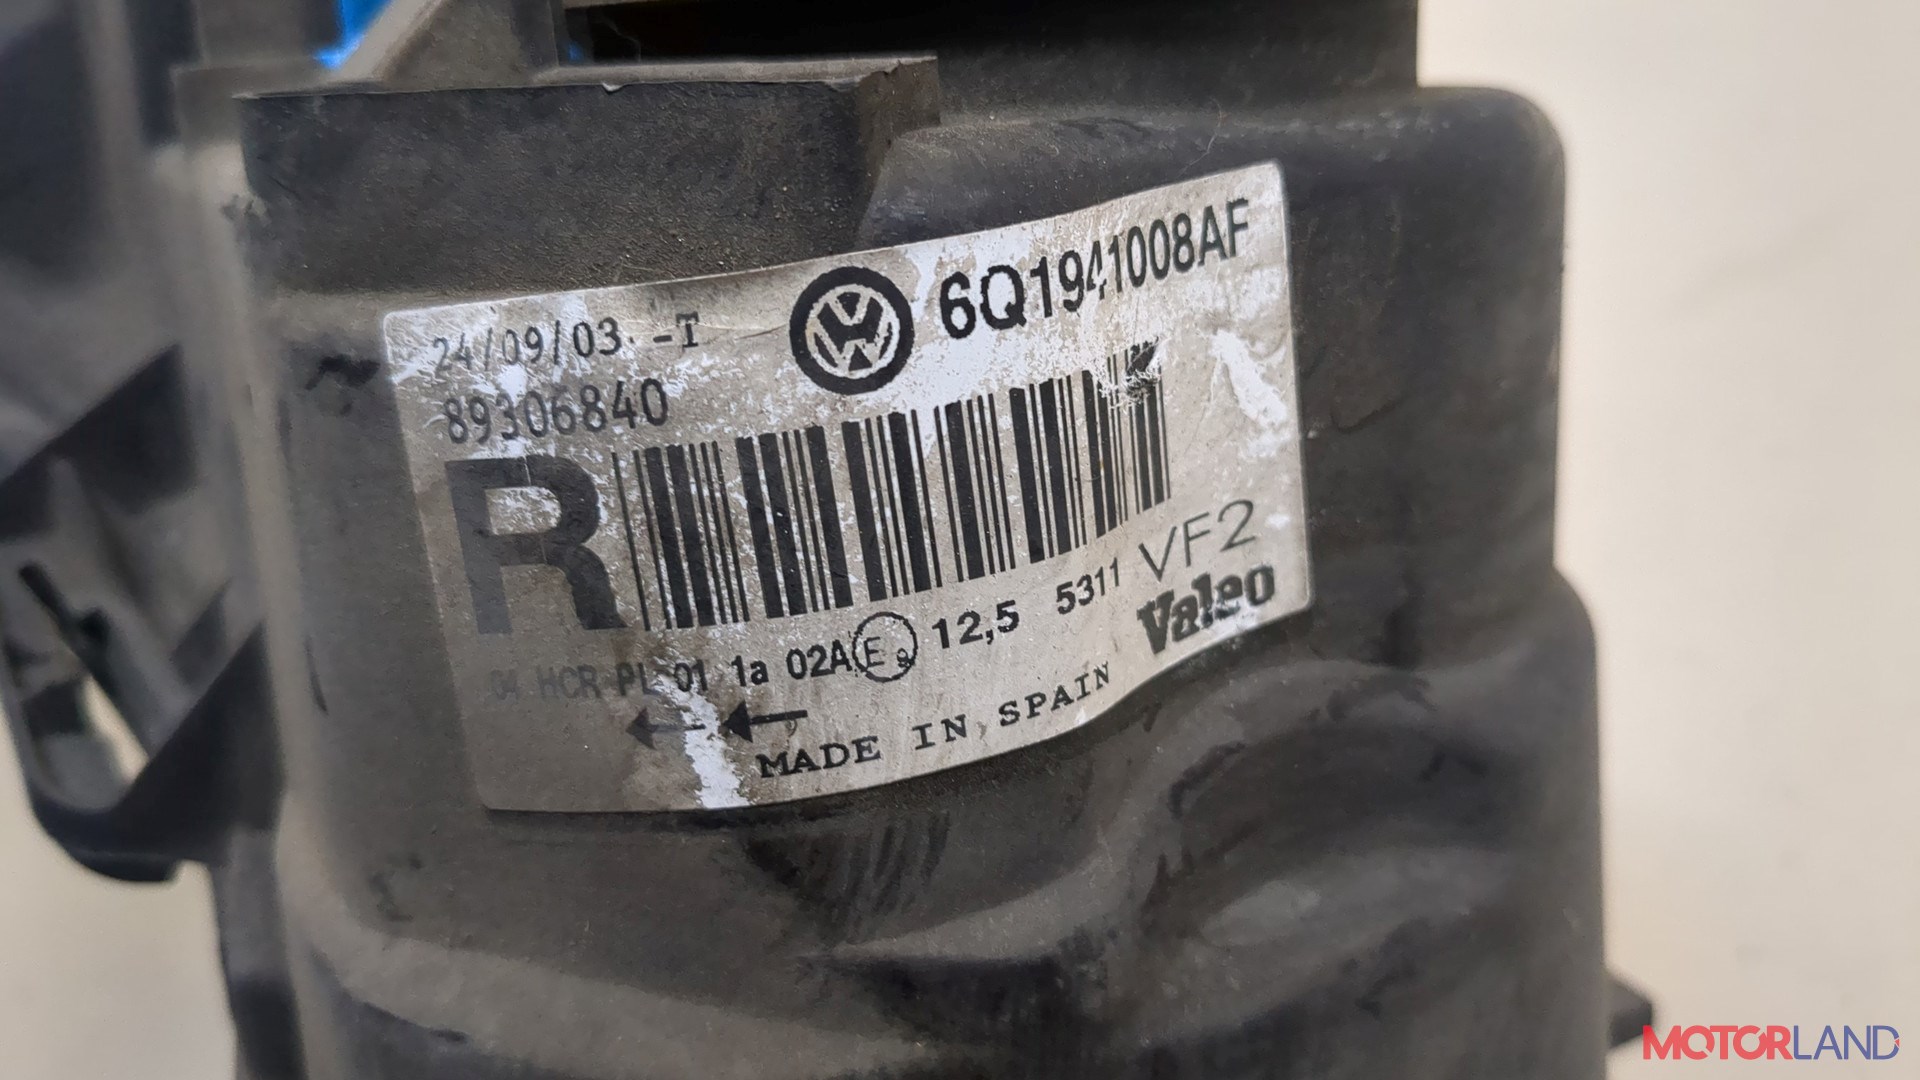 24/09/03 -T
6Q1941008AF
89306840
R
VF2
04 HCR PL 01 1a 02A E9 12,5 5311
Valeo
MADE IN SPAIN
MOTORLAND